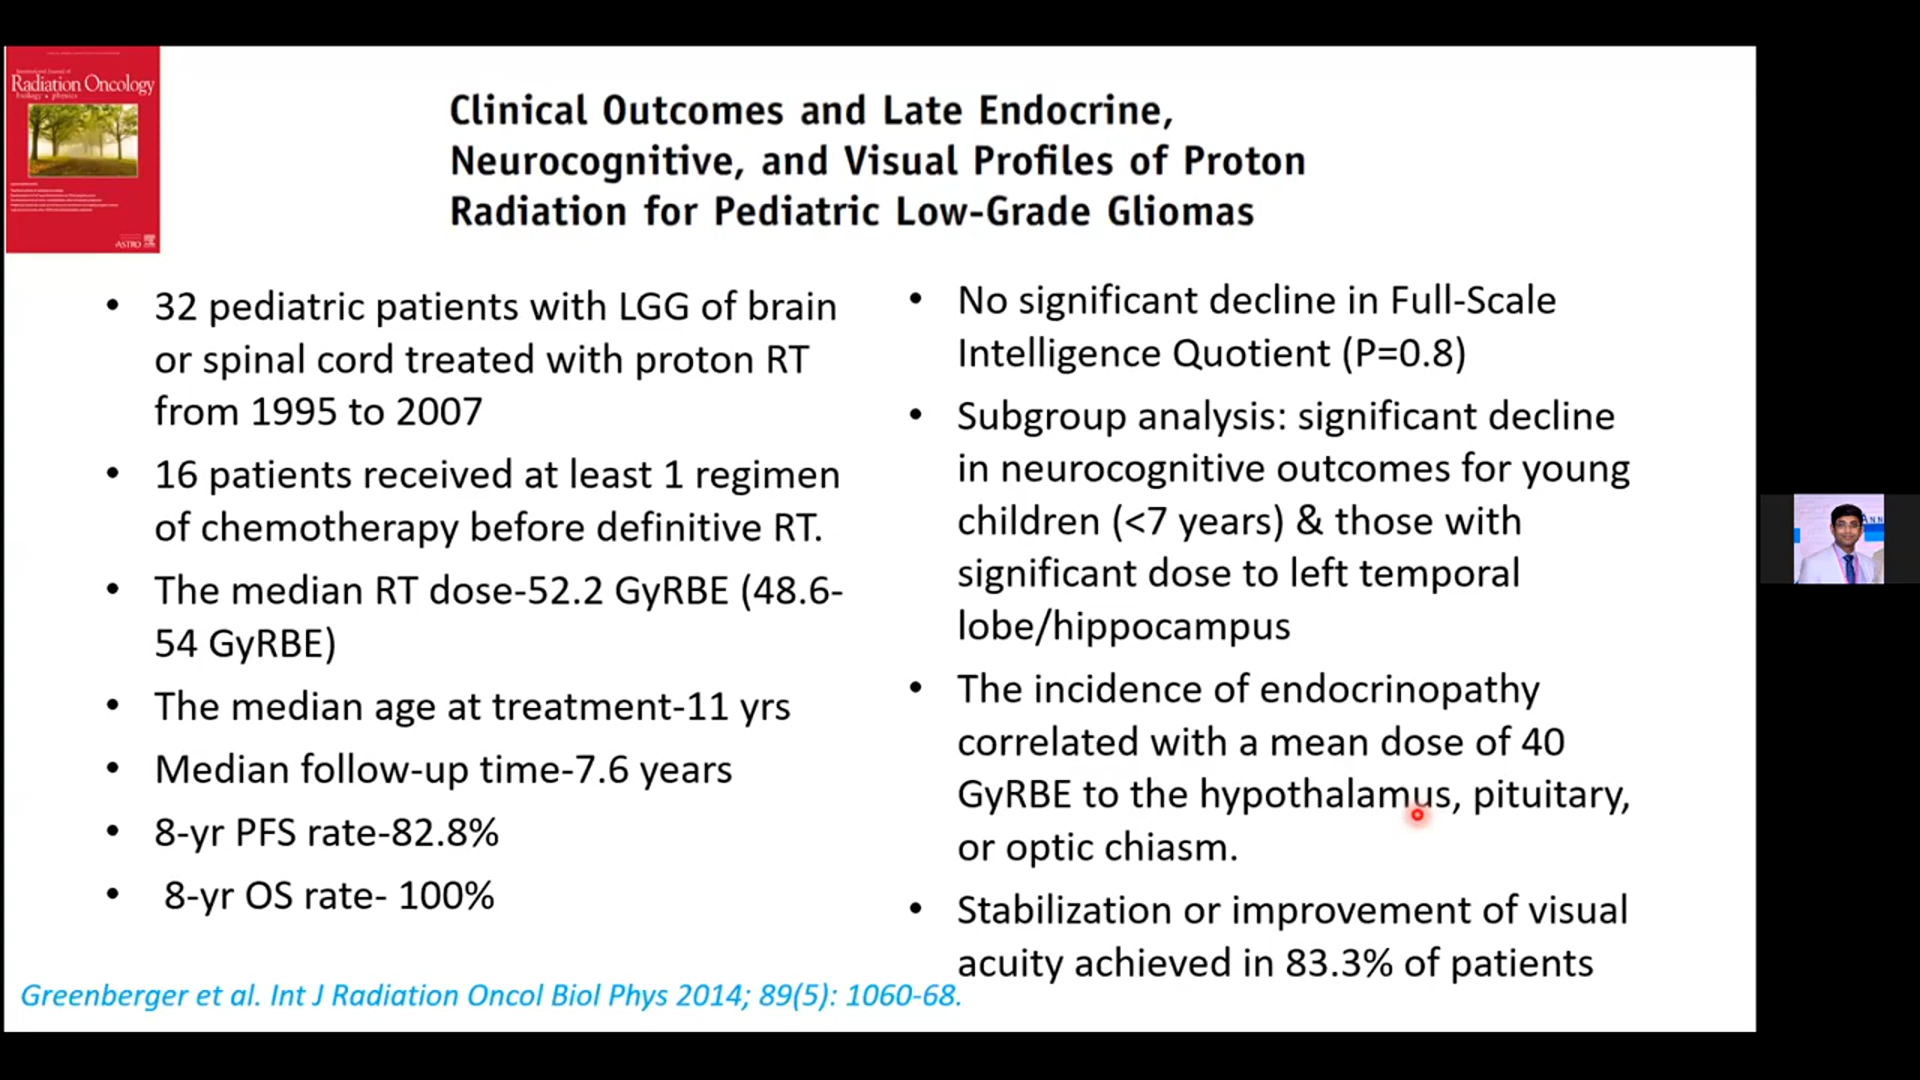 International Journal of
Radiation Oncology
biology • physics
ASTRO
Clinical Outcomes and Late Endocrine,
Neurocognitive, and Visual Profiles of Proton
Radiation for Pediatric Low-Grade Gliomas
• 32 pediatric patients with LGG of brain
or spinal cord treated with proton RT
from 1995 to 2007
• 16 patients received at least 1 regimen
of chemotherapy before definitive RT.
• The median RT dose-52.2 GyRBE (48.6-
54 GyRBE)
• The median age at treatment-11 yrs
• Median follow-up time-7.6 years
• 8-yr PFS rate-82.8%
• 8-yr OS rate- 100%
• No significant decline in Full-Scale
Intelligence Quotient (P=0.8)
• Subgroup analysis: significant decline
in neurocognitive outcomes for young
children (<7 years) & those with
significant dose to left temporal
lobe/hippocampus
• The incidence of endocrinopathy
correlated with a mean dose of 40
GyRBE to the hypothalamus, pituitary,
or optic chiasm.
• Stabilization or improvement of visual
acuity achieved in 83.3% of patients
Greenberger et al. Int J Radiation Oncol Biol Phys 2014; 89(5): 1060-68.
ANN